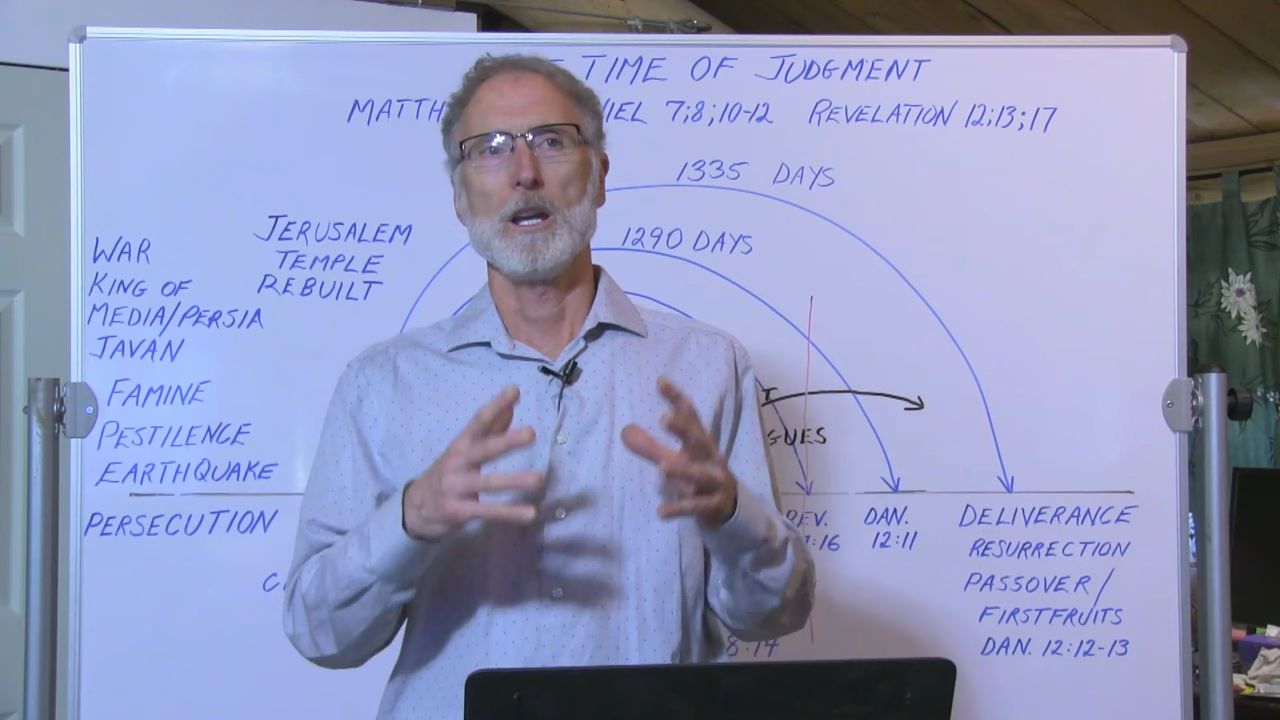 TIME OF JUDGMENT
MATTH IEL 7;8;10-12 REVELATION 12;13;17
1335 DAYS
1290 DAYS
JERUSALEM
TEMPLE
REBUILT
WAR
KING OF
MEDIA/PERSIA
JAVAN
FAMINE
PESTILENCE
EARTHQUAKE
PERSECUTION
GUES
REV.
:16
DAN.
12:11
DELIVERANCE
RESURRECTION
PASSOVER/
FIRSTFRUITS
DAN. 12:12-13
8:14